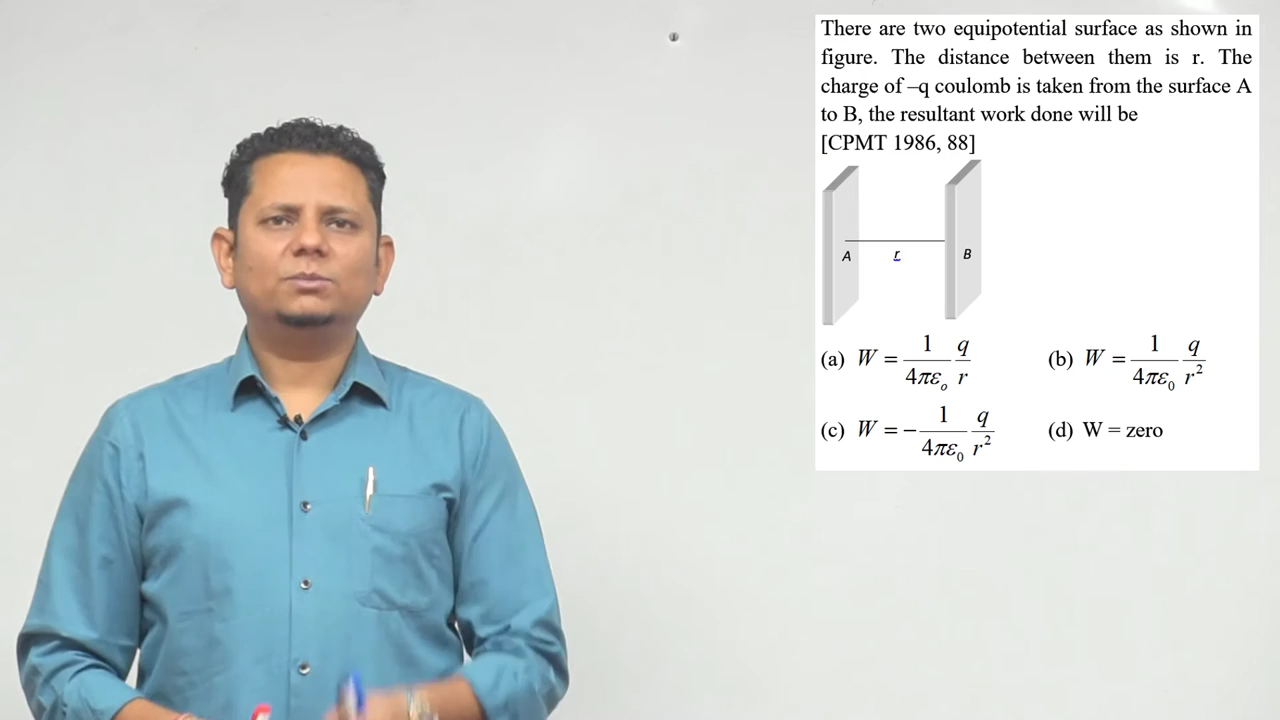 There are two equipotential surface as shown in
figure. The distance between them is r. The
charge of –q coulomb is taken from the surface A
to B, the resultant work done will be
[CPMT 1986, 88]
A r B
(a) W = 1/4πεₒ q/r (b) W = 1/4πε₀ q/r²
(c) W = – 1/4πε₀ q/r² (d) W = zero